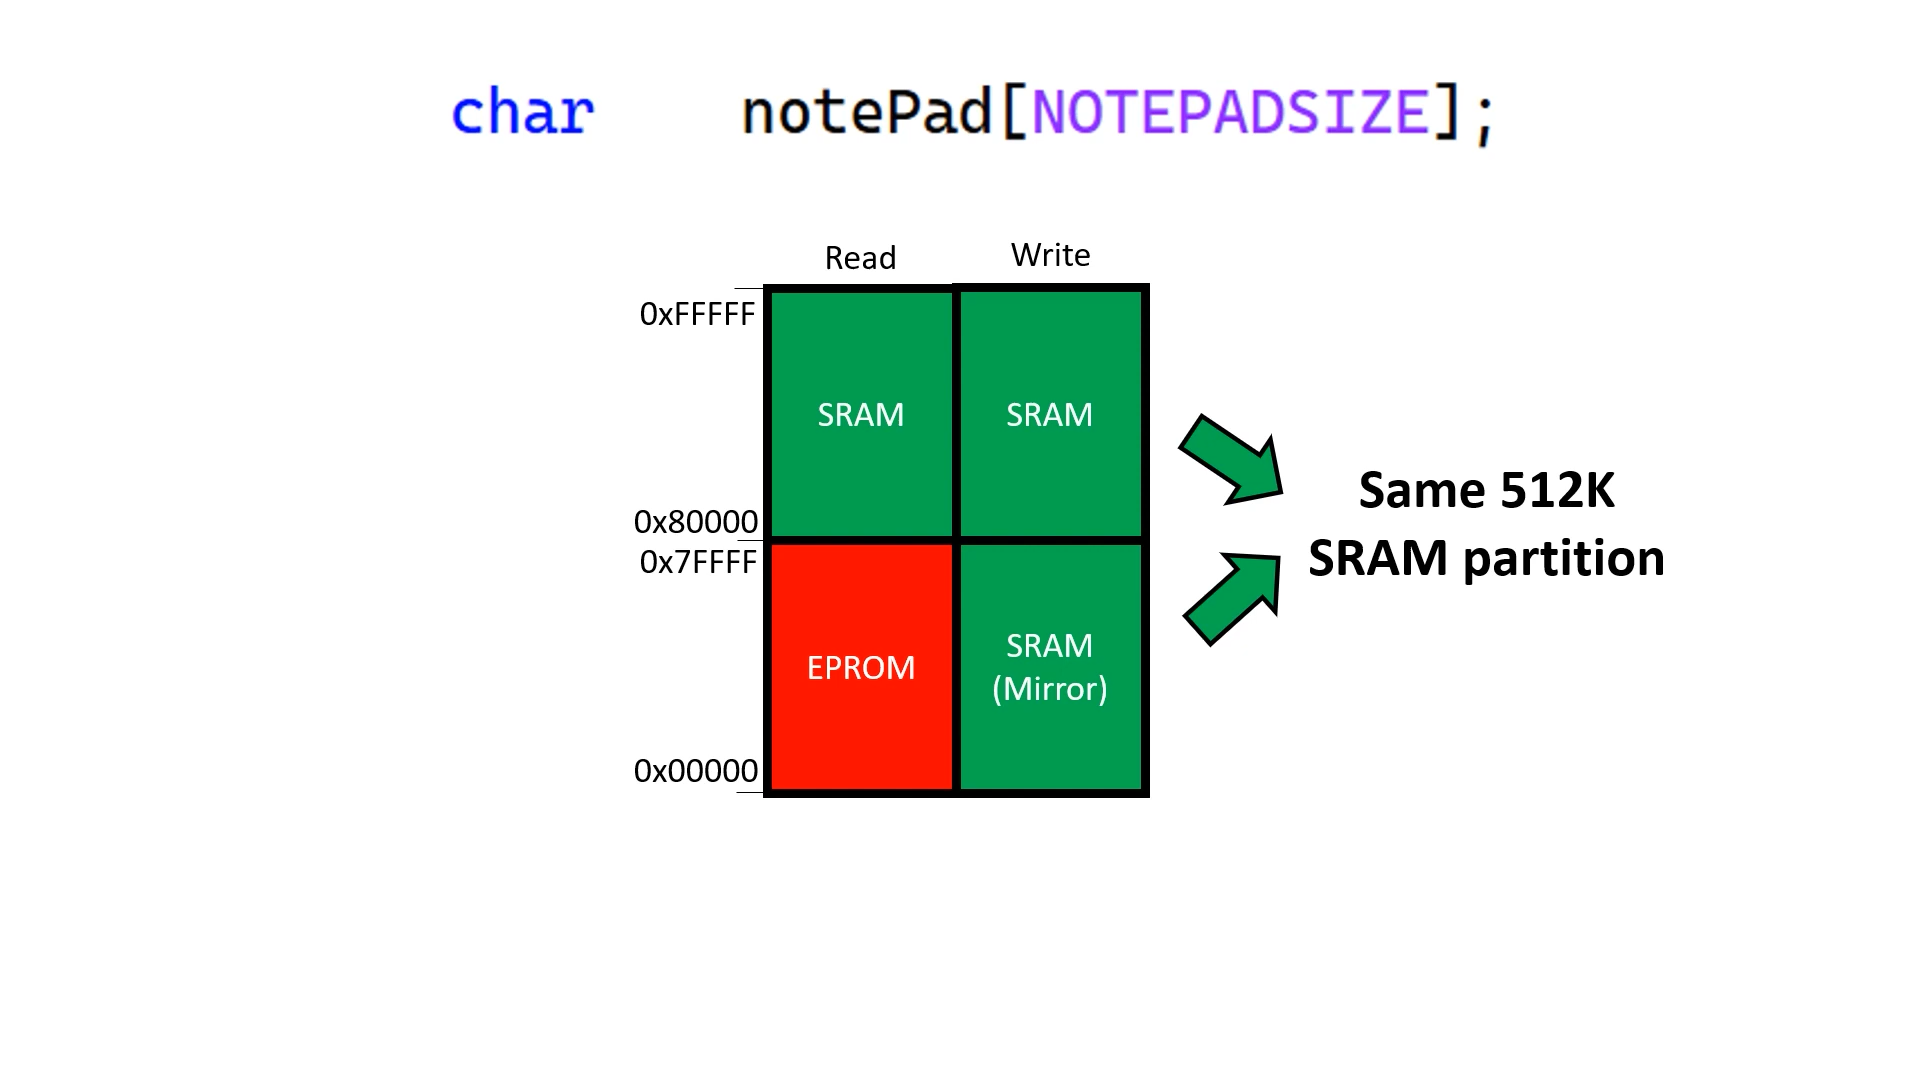 char    notePad[NOTEPADSIZE];
Read Write
0xFFFFF
SRAM SRAM
Same 512K
SRAM partition
0x80000
0x7FFFF
EPROM
SRAM
(Mirror)
0x00000